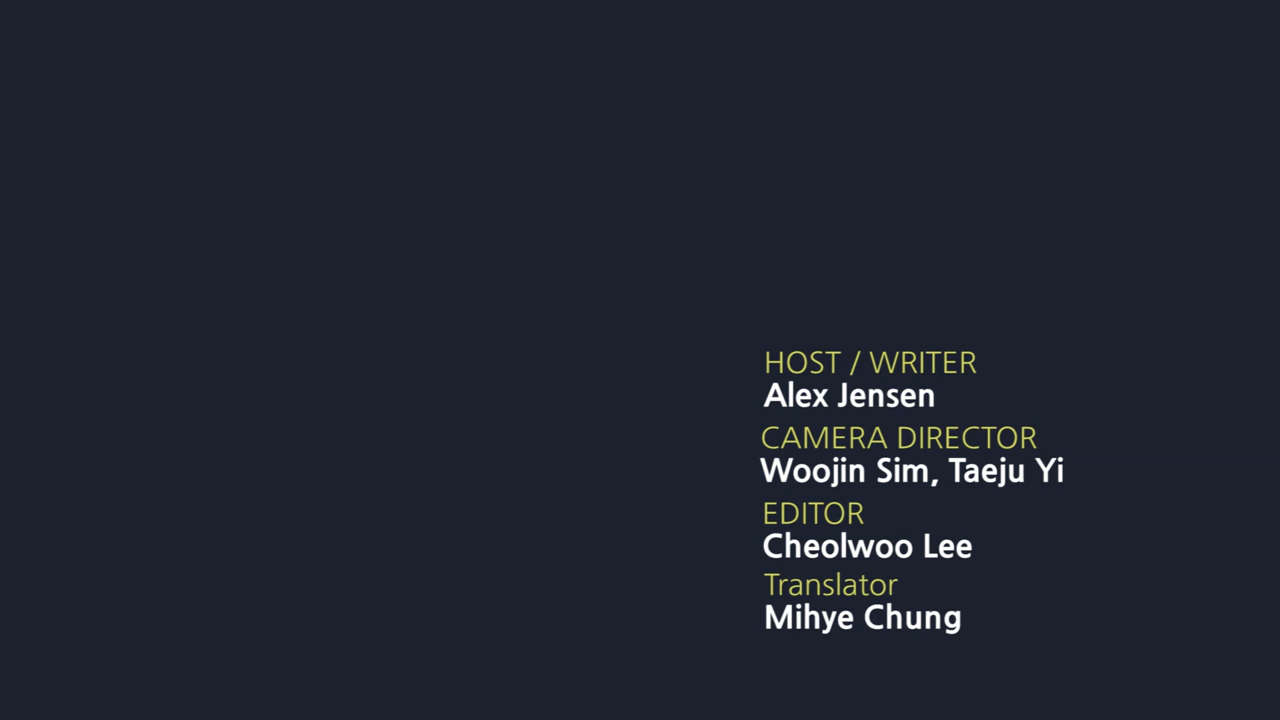 HOST / WRITER
Alex Jensen
CAMERA DIRECTOR
Woojin Sim, Taeju Yi
EDITOR
Cheolwoo Lee
Translator
Mihye Chung